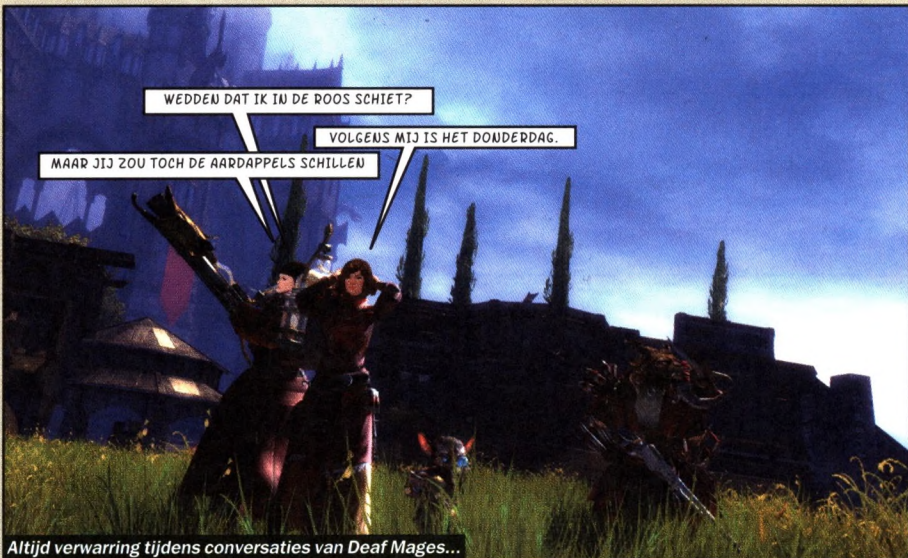 WEDDEN DAT IK IN DE ROOS SCHIET?
VOLGENS MIJ IS HET DONDERDAG.
MAAR JIJ ZOU TOCH DE AARDAPPELS SCHILLEN
Altijd verwarring tijdens conversaties van Deaf Mages...